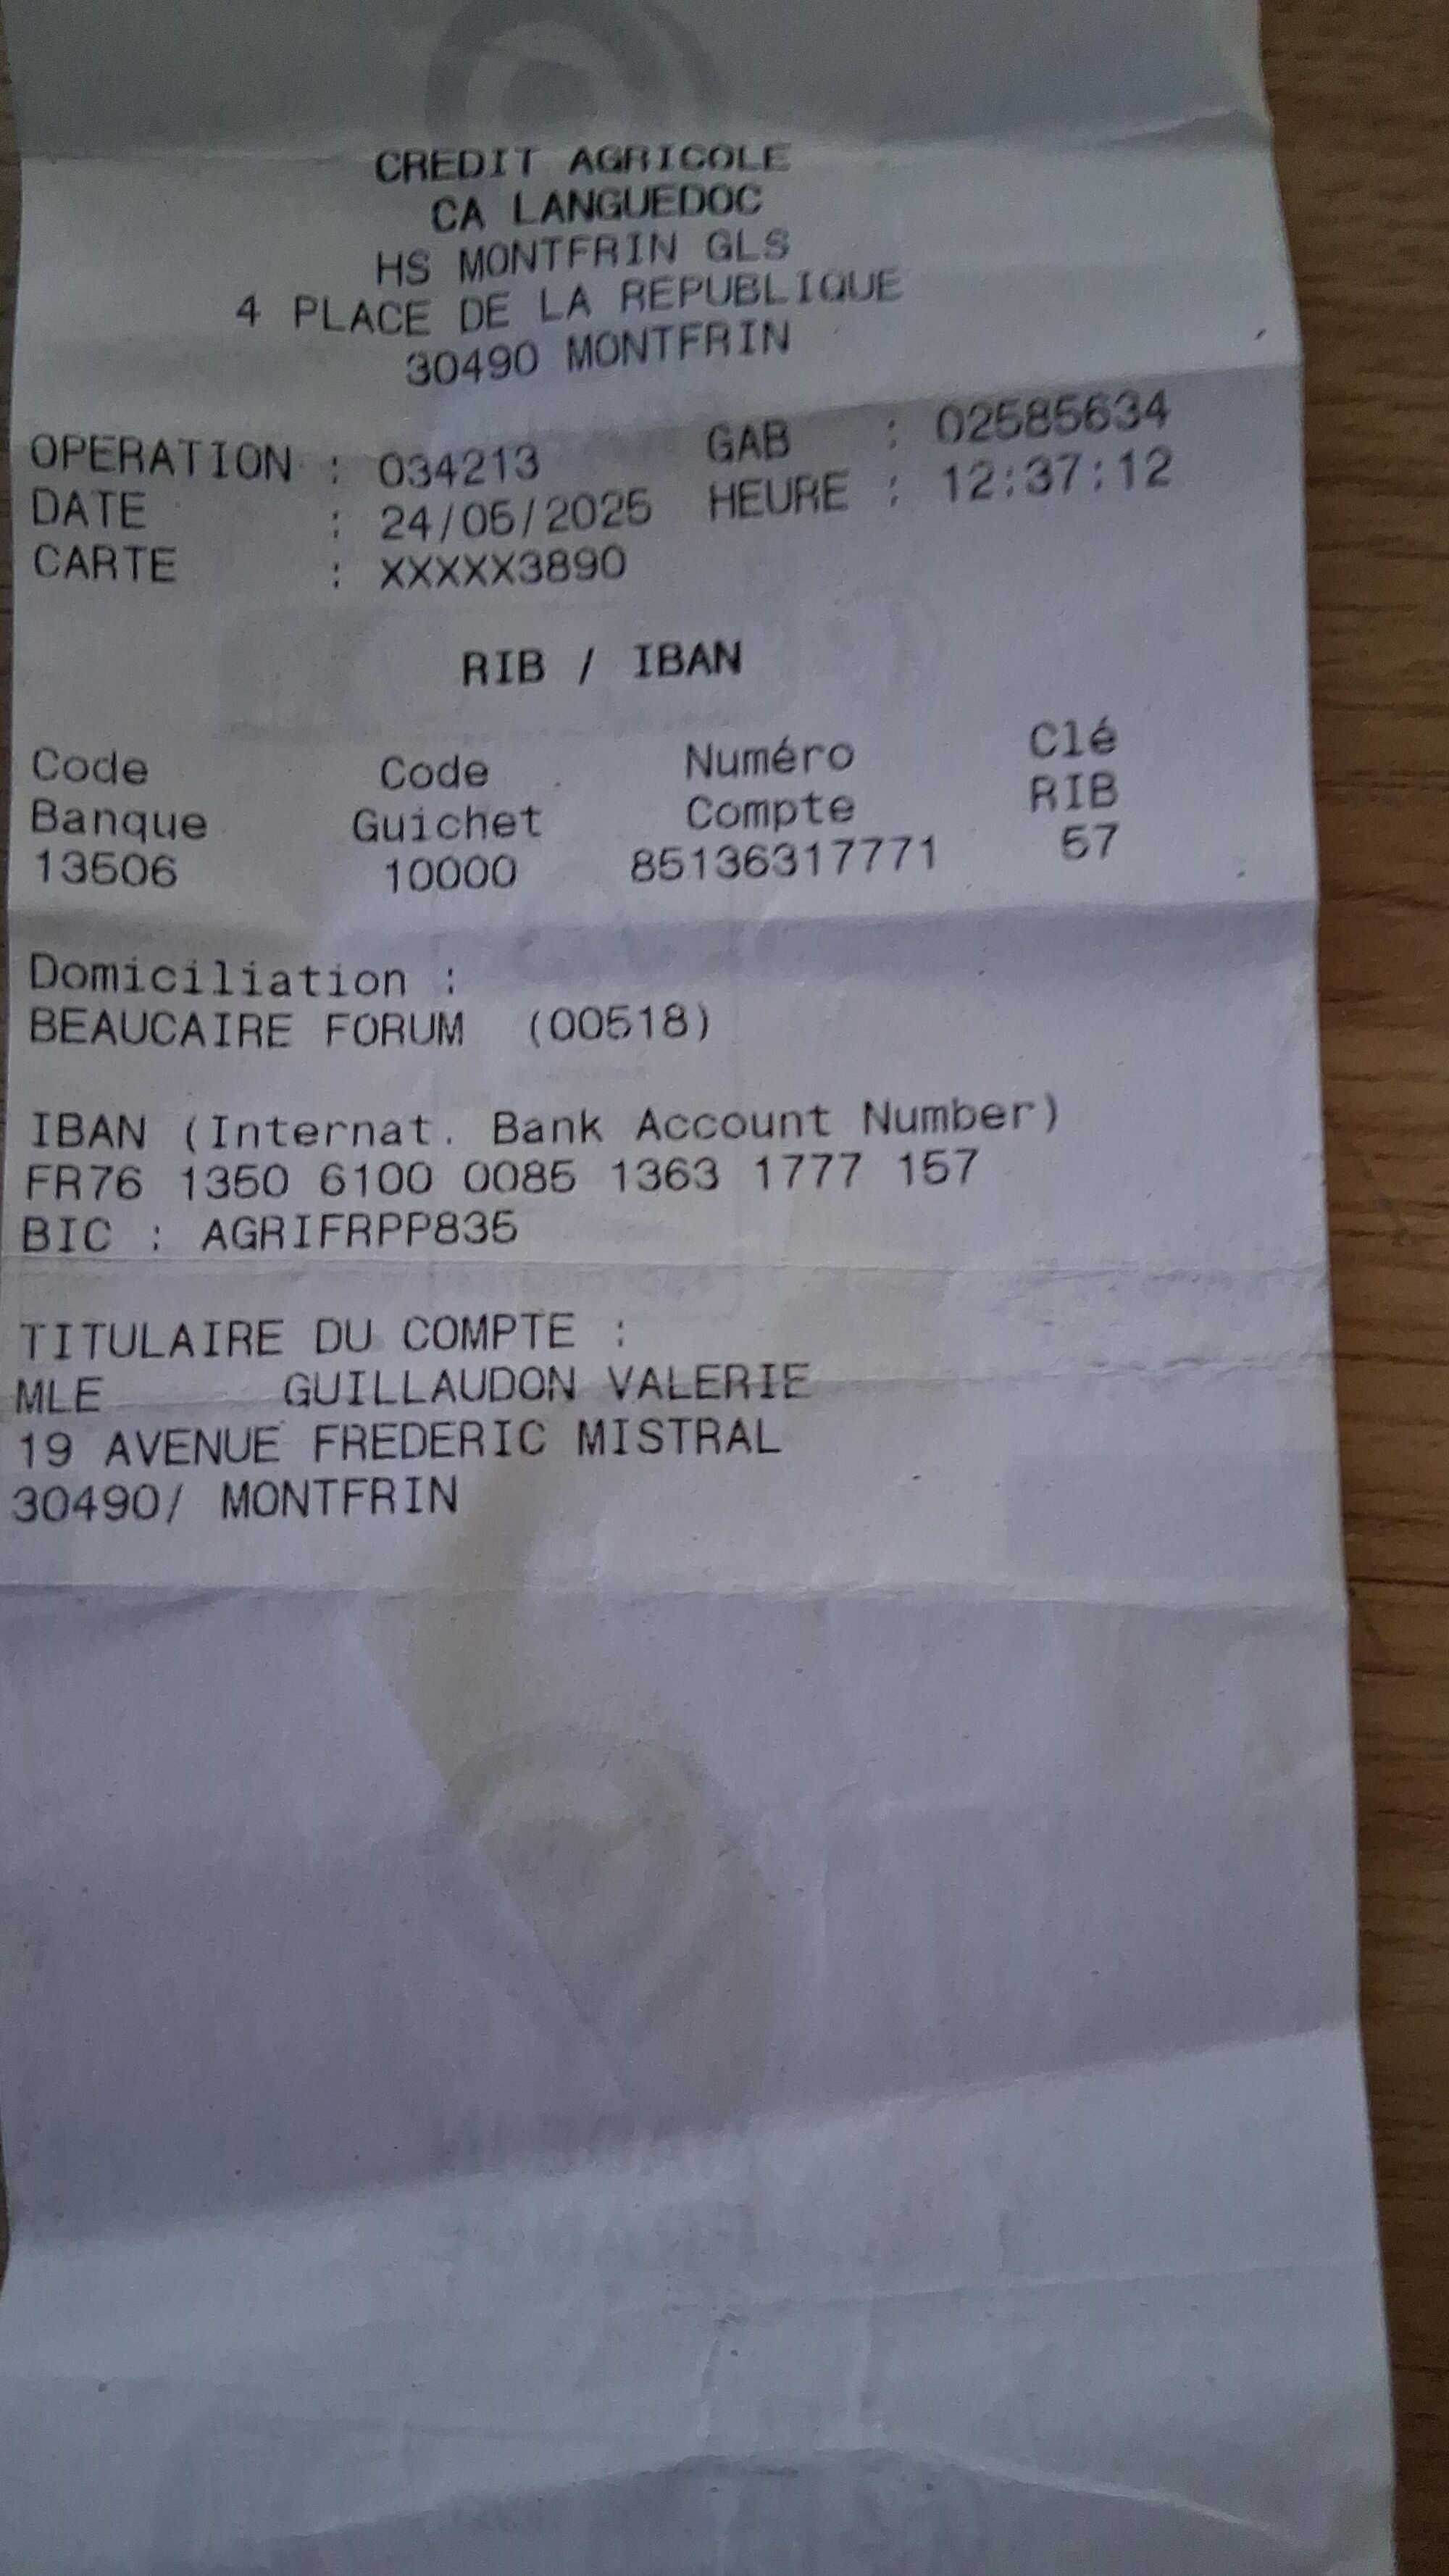 CREDIT AGRICOLE
CA LANGUEDOC
HS MONTFRIN GLS
4 PLACE DE LA REPUBLIQUE
30490 MONTFRIN
OPERATION : 034213 GAB : 02585634
DATE : 24/05/2025 HEURE : 12:37:12
CARTE : XXXXX3890
RIB / IBAN
Code Code Numéro Clé
Banque Guichet Compte RIB
13506 10000 85136317771 57
Domiciliation :
BEAUCAIRE FORUM (00518)
IBAN (Internat. Bank Account Number)
FR76 1350 6100 0085 1363 1777 157
BIC : AGRIFRPP835
TITULAIRE DU COMPTE :
MLE GUILLAUDON VALERIE
19 AVENUE FREDERIC MISTRAL
30490/ MONTFRIN